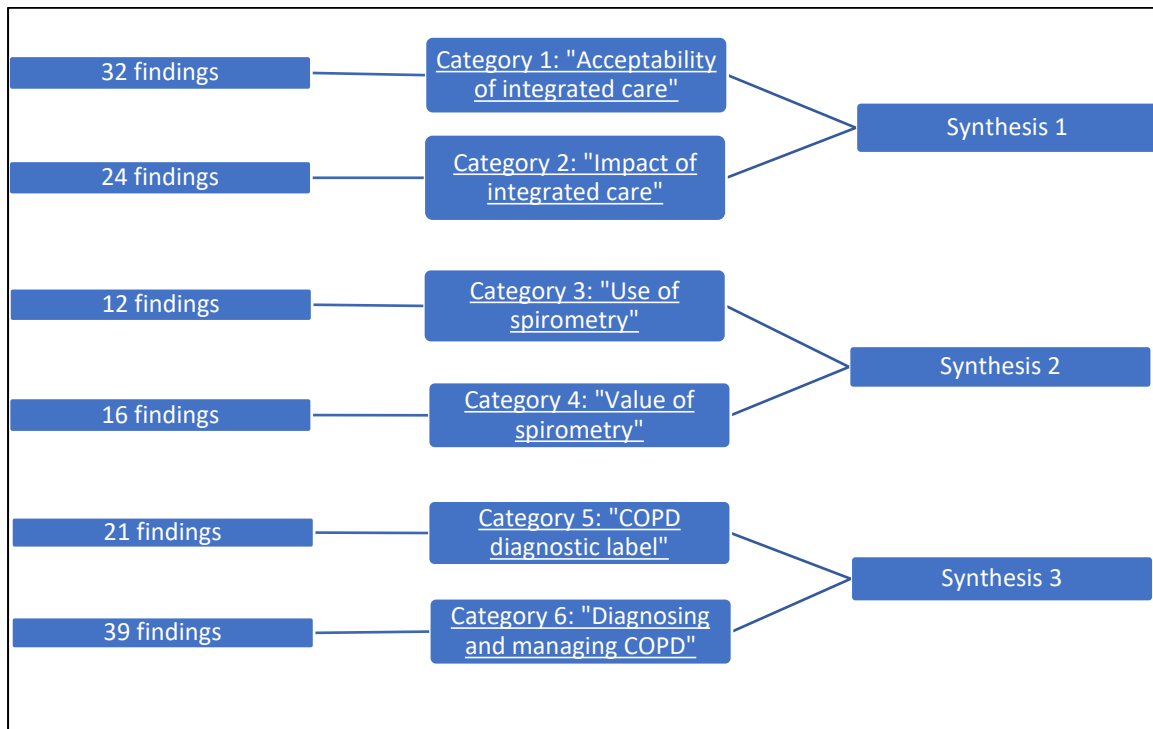 32 findings
Category 1: "Acceptability
of integrated care"
Synthesis 1
24 findings
Category 2: "Impact of
integrated care"
12 findings
Category 3: "Use of
spirometry"
Synthesis 2
16 findings
Category 4: "Value of
spirometry"
21 findings
Category 5: "COPD
diagnostic label"
Synthesis 3
39 findings
Category 6: "Diagnosing
and managing COPD"